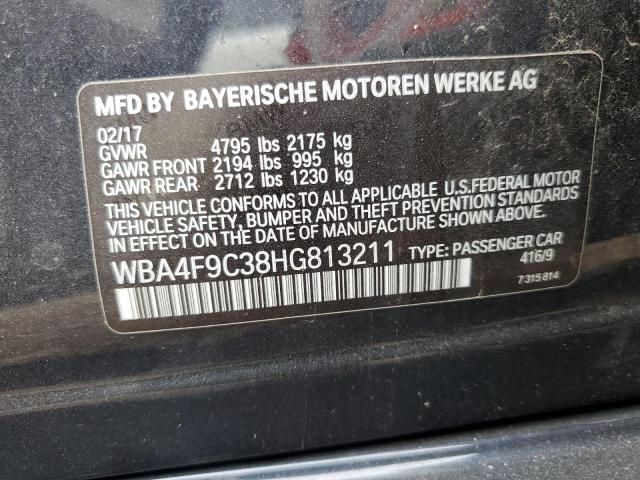 MFD BY BAYERISCHE MOTOREN WERKE AG
02/17
GVWR 4795 lbs 2175 kg
GAWR FRONT 2194 lbs 995 kg
GAWR REAR 2712 lbs 1230 kg
THIS VEHICLE CONFORMS TO ALL APPLICABLE U.S.FEDERAL MOTOR
VEHICLE SAFETY, BUMPER AND THEFT PREVENTION STANDARDS
IN EFFECT ON THE DATE OF MANUFACTURE SHOWN ABOVE.
WBA4F9C38HG813211 TYPE: PASSENGER CAR
416/9
7 315 814